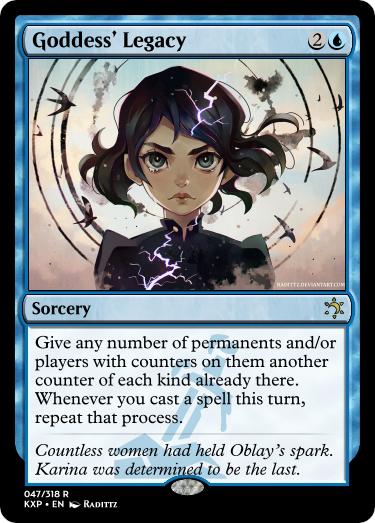 Goddess' Legacy 2
RADITTZ.DEVIANTART.COM
Sorcery
Give any number of permanents and/or
players with counters on them another
counter of each kind already there.
Whenever you cast a spell this turn,
repeat that process.
Countless women had held Oblay's spark.
Karina was determined to be the last.
047/318 R
KXP • EN Radittz